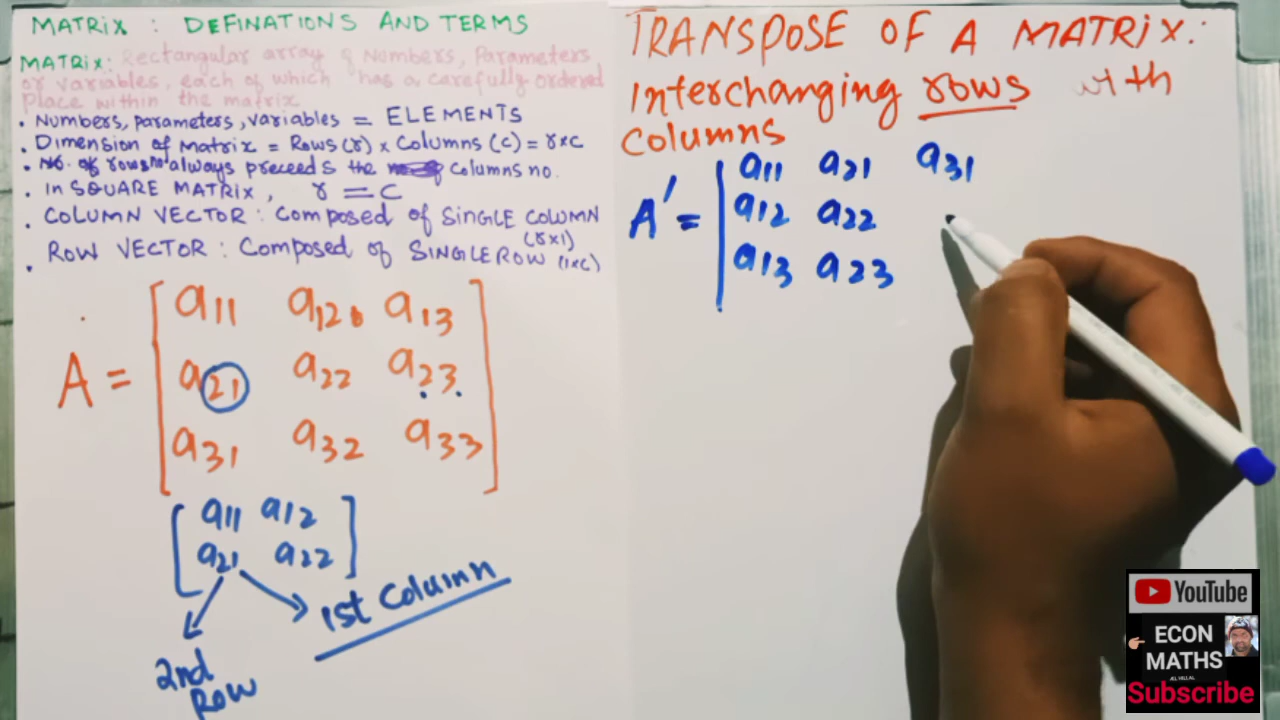 MATRIX : DEFINATIONS AND TERMS
MATRIX: Rectangular array of Numbers, Parameters
or variables, each of which has a carefully ordered
Place within the matrix
• Numbers, parameters, variables = ELEMENTS
• Dimension of Matrix = Rows (r) x Columns (c) = r x c
• No. of rows always preceeds the columns no.
• In SQUARE MATRIX, r = c
• COLUMN VECTOR : Composed of SINGLE COLUMN
(r x 1)
• ROW VECTOR : Composed of SINGLE ROW (1 x c)
a11 a12 a13
A = a21 a22 a23
a31 a32 a33
a11 a12
a21 a22
1st Column
2nd
Row
TRANSPOSE OF A MATRIX :
Interchanging rows with
columns
a11 a21 a31
A' = a12 a22
a13 a23
YouTube
ECON
MATHS
Subscribe